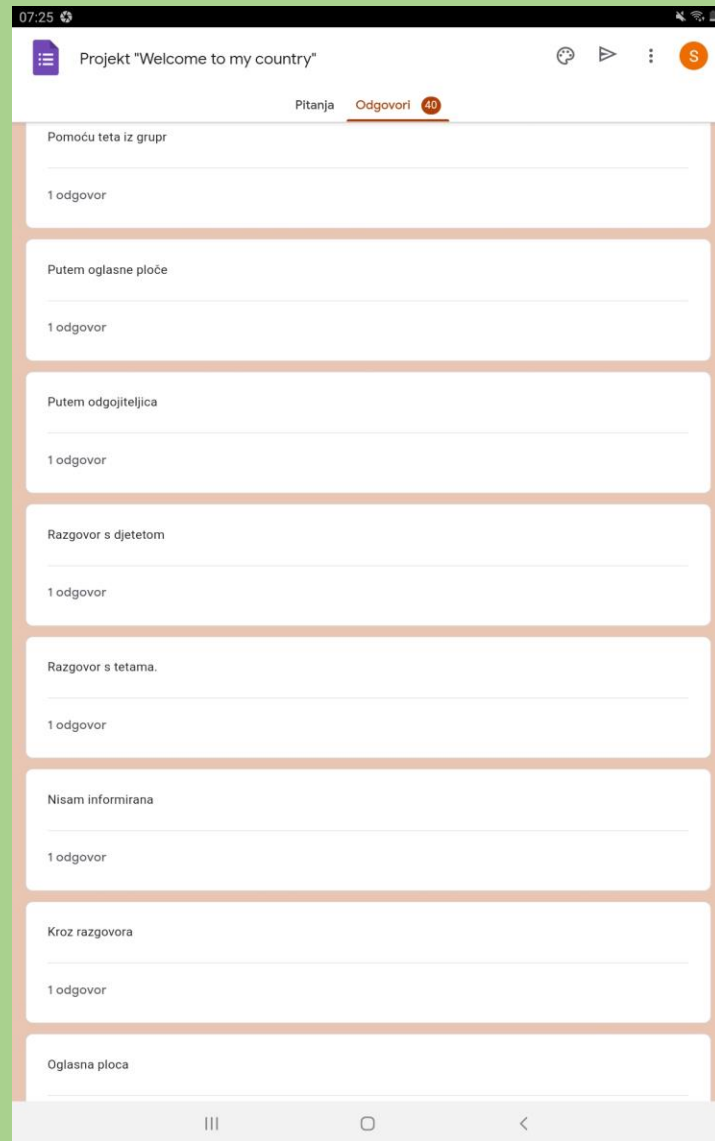 07:25
Projekt "Welcome to my country"
S
Pitanja Odgovori 40
Pomoću teta iz grupr
1 odgovor
Putem oglasne ploče
1 odgovor
Putem odgojiteljica
1 odgovor
Razgovor s djetetom
1 odgovor
Razgovor s tetama.
1 odgovor
Nisam informirana
1 odgovor
Kroz razgovora
1 odgovor
Oglasna ploca